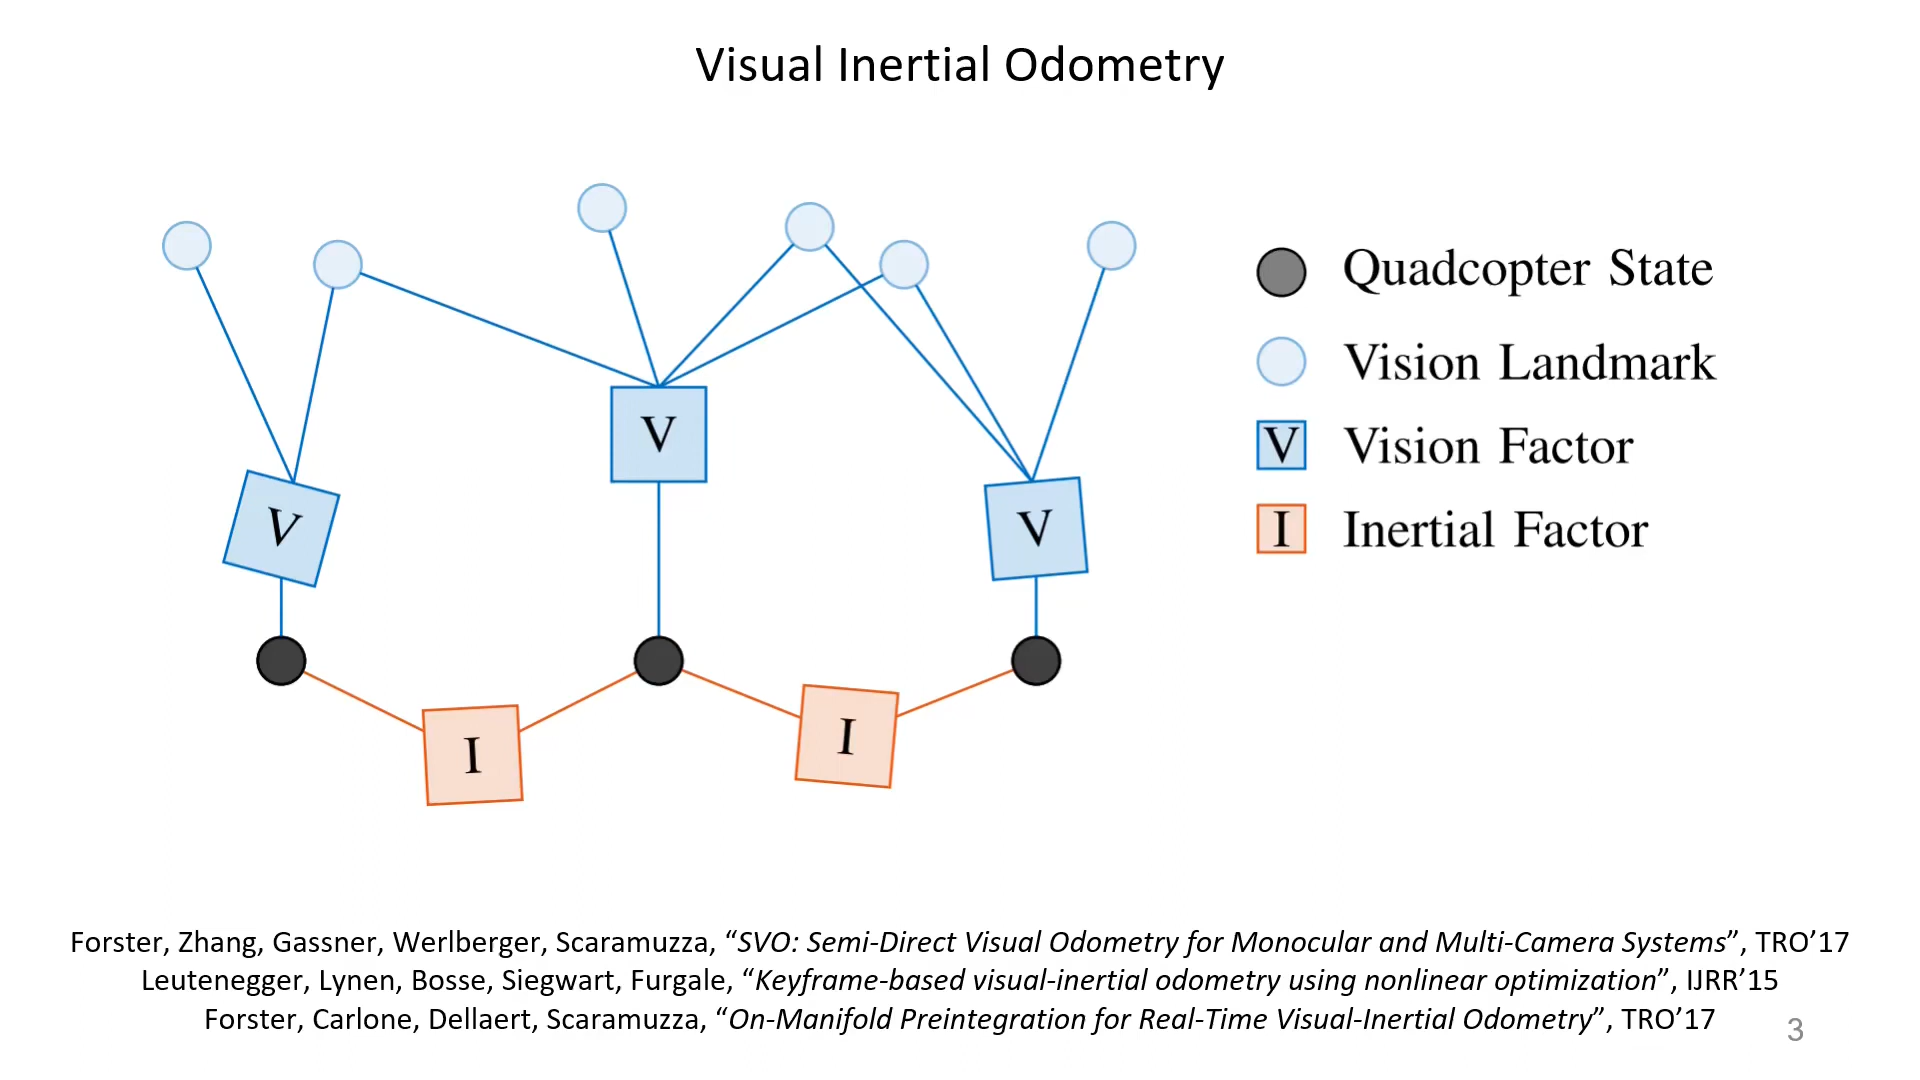 Visual Inertial Odometry
Quadcopter State
Vision Landmark
V
V Vision Factor
V
V
I Inertial Factor
I
I
Forster, Zhang, Gassner, Werlberger, Scaramuzza, “SVO: Semi-Direct Visual Odometry for Monocular and Multi-Camera Systems”, TRO’17
Leutenegger, Lynen, Bosse, Siegwart, Furgale, “Keyframe-based visual-inertial odometry using nonlinear optimization”, IJRR’15
Forster, Carlone, Dellaert, Scaramuzza, “On-Manifold Preintegration for Real-Time Visual-Inertial Odometry”, TRO’17
3